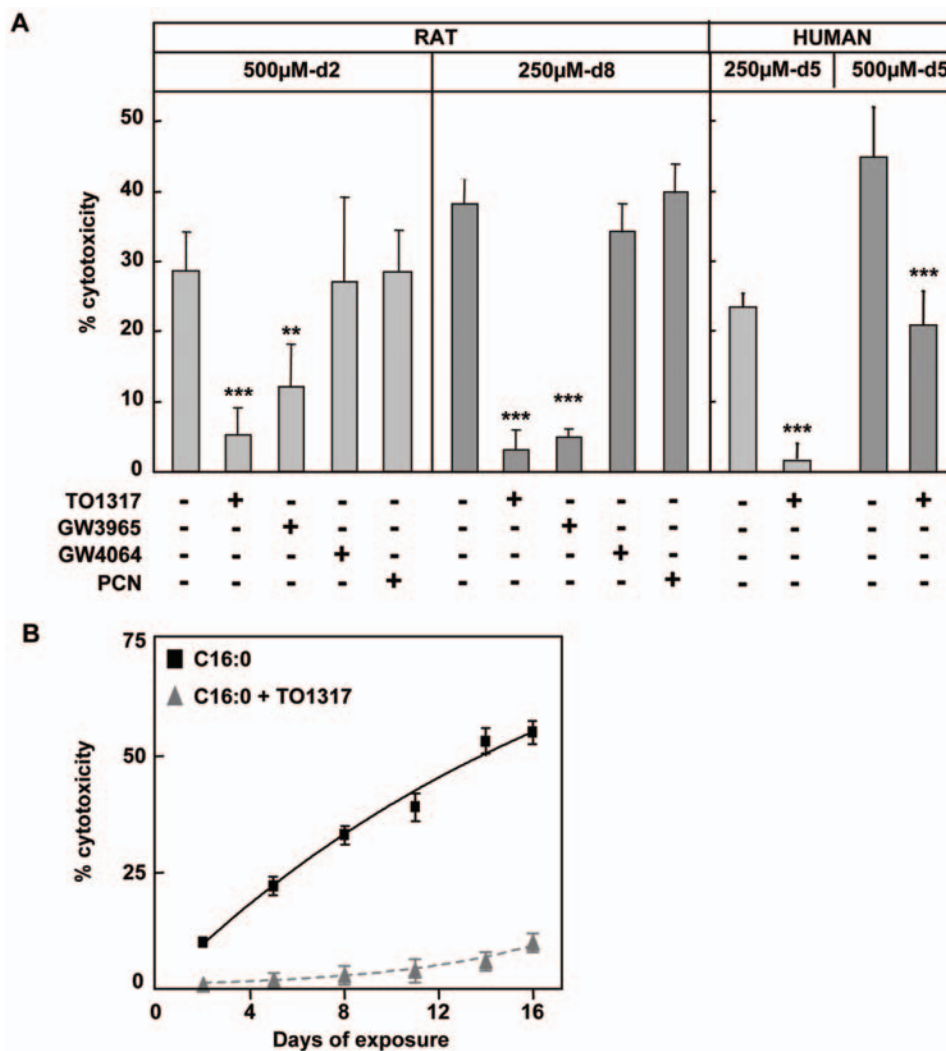 A
RAT HUMAN
500µM-d2 250µM-d8 250µM-d5 500µM-d5
50
40
30
20
10
0
% cytotoxicity
*** ** *** *** *** ***
TO1317 - + - - - - + - - - - + - +
GW3965 - - + - - - - + - - - - - -
GW4064 - - - + - - - - + - - - - -
PCN - - - - + - - - - + - - - -
B
75
50
25
0
% cytotoxicity
C16:0
C16:0 + TO1317
0 4 8 12 16
Days of exposure